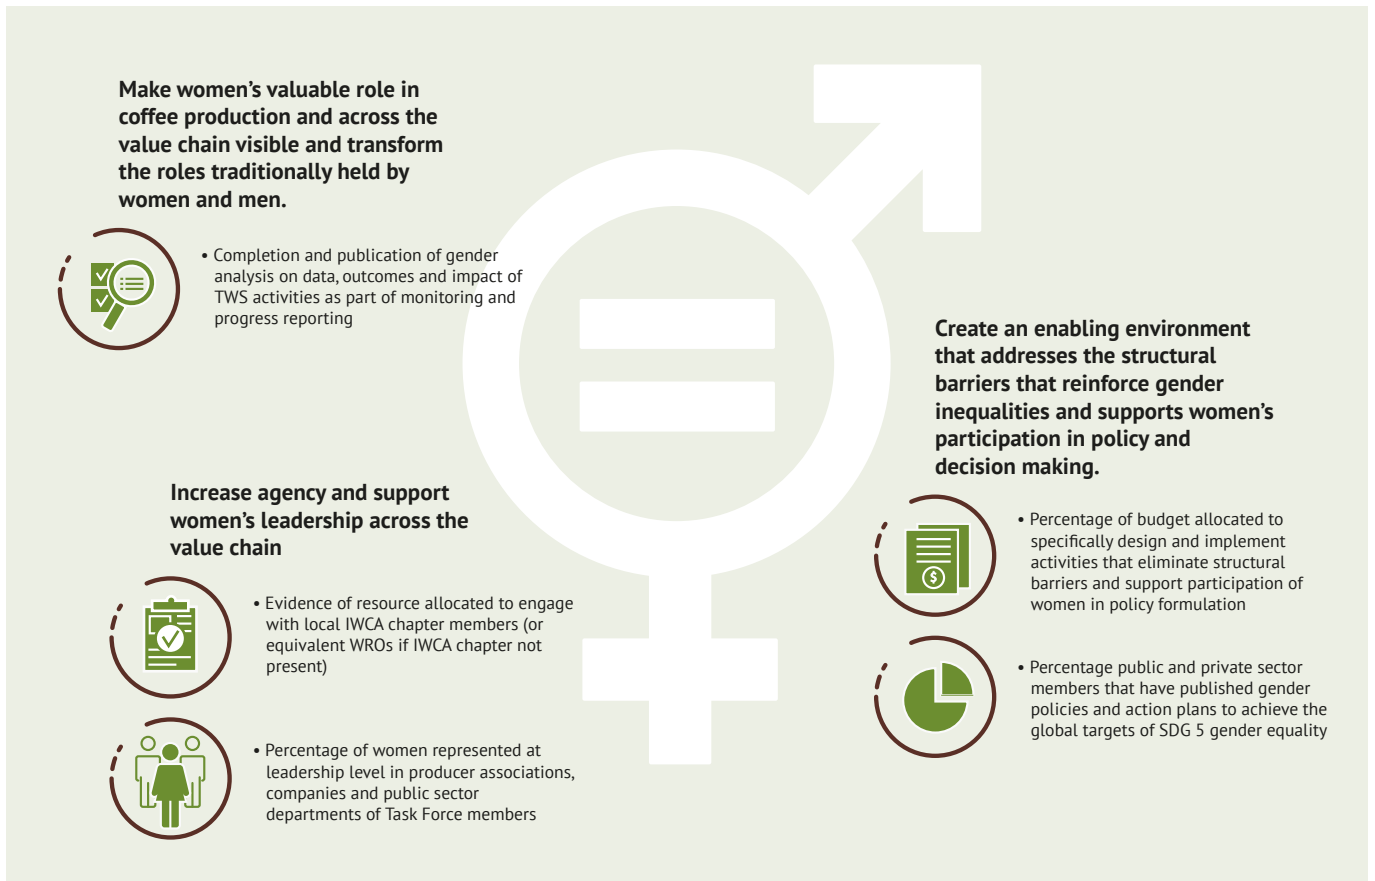 Make women’s valuable role in
coffee production and across the
value chain visible and transform
the roles traditionally held by
women and men.
• Completion and publication of gender
analysis on data, outcomes and impact of
TWS activities as part of monitoring and
progress reporting
Increase agency and support
women’s leadership across the
value chain
• Evidence of resource allocated to engage
with local IWCA chapter members (or
equivalent WROs if IWCA chapter not
present)
• Percentage of women represented at
leadership level in producer associations,
companies and public sector
departments of Task Force members
Create an enabling environment
that addresses the structural
barriers that reinforce gender
inequalities and supports women’s
participation in policy and
decision making.
$
• Percentage of budget allocated to
specifically design and implement
activities that eliminate structural
barriers and support participation of
women in policy formulation
• Percentage public and private sector
members that have published gender
policies and action plans to achieve the
global targets of SDG 5 gender equality